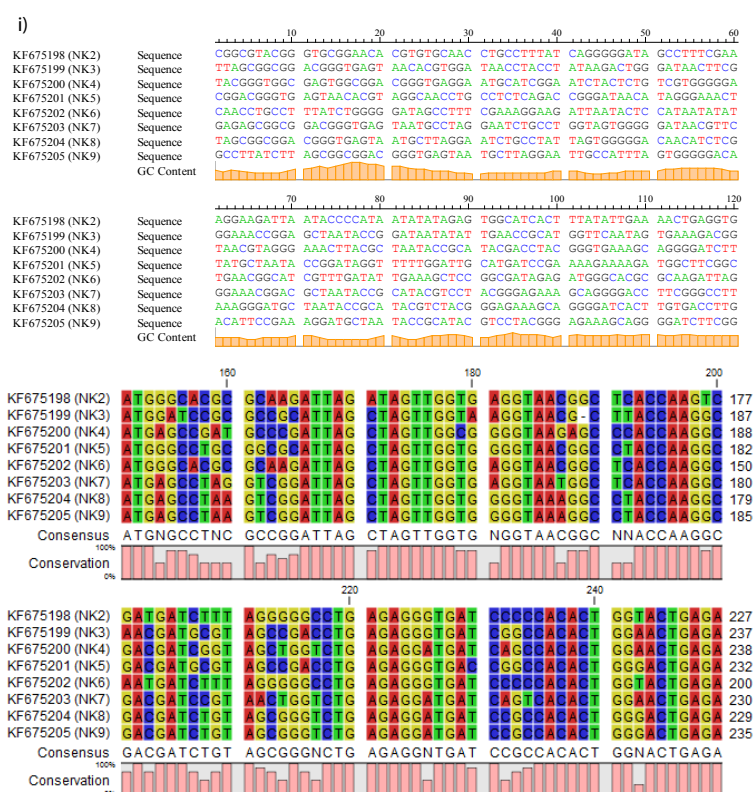 i)
10 20 30 40 50 60
KF675198 (NK2) Sequence CGGCGTACGG GTGCGGAACA CGTGTGCAAC CTGCCTTTAT CAGGGGGATA GCCTTTCGAA
KF675199 (NK3) Sequence TTAGCGGCGG ACGGGTGAGT AACACGTGGA TAACCTACCT ATAAGACTGG GATAACTTCG
KF675200 (NK4) Sequence TACGGGTGGC GAGTGGCGGA CGGGTGAGGA ATGCATCGGA ATCTACTCTG TCGTGGGGGA
KF675201 (NK5) Sequence CGGACGGGTG AGTAACACGT AGGCAACCTG CCTCTCAGAC CGGGATAACA TAGGGAAACT
KF675202 (NK6) Sequence CAACCTGCCT TTATCTGGGG GATAGCCTTT CGAAAGGAAG ATTAATACTC CATAATATAT
KF675203 (NK7) Sequence GAGAGCGGCG GACGGGTGAG TAATGCCTAG GAATCTGCCT GGTAGTGGGG GATAACGTTC
KF675204 (NK8) Sequence TAGCGGCGGA CGGGTGAGTA ATGCTTAGGA ATCTGCCTAT TAGTGGGGGA CAACATCTCG
KF675205 (NK9) Sequence GCCTTATCTT AGCGGCGGAC GGGTGAGTAA TGCTTAGGAA TTGCCATTTA GTGGGGGACA
GC Content
70 80 90 100 110 120
KF675198 (NK2) Sequence AGGAAGATTA ATACCCCATA ATATATAGAG TGGCATCACT TTATATTGAA AACTGAGGTG
KF675199 (NK3) Sequence GGAAACCGGA GCTAATACCG GATAATATAT TGAACCGCAT GGTTCAATAG TGAAAGACGG
KF675200 (NK4) Sequence TAACGTAGGG AAACTTACGC TAATACCGCA TACGACCTAC GGGTGAAAGC AGGGGATCTT
KF675201 (NK5) Sequence TATGCTAATA CCGGATAGGT TTTTGGATTG CATGATCCGA AAAGAAAAGA TGGCTTCGGC
KF675202 (NK6) Sequence TGAACGGCAT CGTTTGATAT TGAAAGCTCC GGCGATAGAG ATGGGCACGC GCAAGATTAG
KF675203 (NK7) Sequence GGAAACGGAC GCTAATACCG CATACGTCCT ACGGGAGAAA GCAGGGGACC TTCGGGCCTT
KF675204 (NK8) Sequence AAAGGGATGC TAATACCGCA TACGTCTACG GGAGAAAGCA GGGGATCACT TGTGACCTTG
KF675205 (NK9) Sequence ACATTCCGAA AGGATGCTAA TACCGCATAC GTCCTACGGG AGAAAGCAGG GGATCTTCGG
GC Content
160 180 200
KF675198 (NK2) ATGGGCACGC GCAAGATTAG ATAGTTGGTG AGGTAACGGC TCACCAAGTC 177
KF675199 (NK3) ATGGATCCGC GCCGCATTAG CTAGTTGGTA AGGTAACG-C TTACCAAGGC 187
KF675200 (NK4) ATGAGCCGAT GCCCGATTAG CTAGTTGGCG GGGTAAGAGC CCACCAAGGC 188
KF675201 (NK5) ATGGGCCTGC GGCGCATTAG CTAGTTGGTG GGGTAACGGC CTACCAAGGC 182
KF675202 (NK6) ATGGGCACGC GCAAGATTAG CTAGTTGGTG AGGTAACGGC TCACCAAGGC 150
KF675203 (NK7) ATGAGCCTAG GTCGGATTAG CTAGTTGGTG GGGTAATGGC CTACCAAGGC 180
KF675204 (NK8) ATGAGCCTAA GTCGGATTAG CTAGTTGGTG GGGTAAAGGC CTACCAAGGC 179
KF675205 (NK9) ATGAGCCTAA GTCGGATTAG CTAGTTGGTG GGGTAACGGC CTACCAAGGC 185
Consensus ATGNGCCTNC GCCGGATTAG CTAGTTGGTG NGGTAACGGC NNACCAAGGC
100%
Conservation
0%
220 240
KF675198 (NK2) GATGATCTTT AGGGGGCCTG AGAGGGTGAT CCCCCACACT GGTACTGAGA 227
KF675199 (NK3) AACGATGCGT AGCCGACCTG AGAGGGTGAT CGGCCACACT GGAACTGAGA 237
KF675200 (NK4) GACGATCGGT AGCTGGTCTG AGAGGATGAT CAGCCACACT GGAACTGAGA 238
KF675201 (NK5) GACGATGCGT AGCCGACCTG AGAGGGTGAC CGGCCACACT GGGACTGAGA 232
KF675202 (NK6) AATGATCTTT AGGGGGCCTG AGAGGGTGAT CCCCCACACT GGTACTGAGA 200
KF675203 (NK7) GACGATCCGT AACTGGTCTG AGAGGATGAT CAGTCACACT GGAACTGAGA 230
KF675204 (NK8) GACGATCTGT AGCGGGTCTG AGAGGATGAT CCGCCACACT GGGACTGAGA 229
KF675205 (NK9) GACGATCTGT AGCGGGTCTG AGAGGATGAT CCGCCACACT GGGACTGAGA 235
Consensus GACGATCTGT AGCGGGNCTG AGAGGNTGAT CCGCCACACT GGNACTGAGA
100%
Conservation